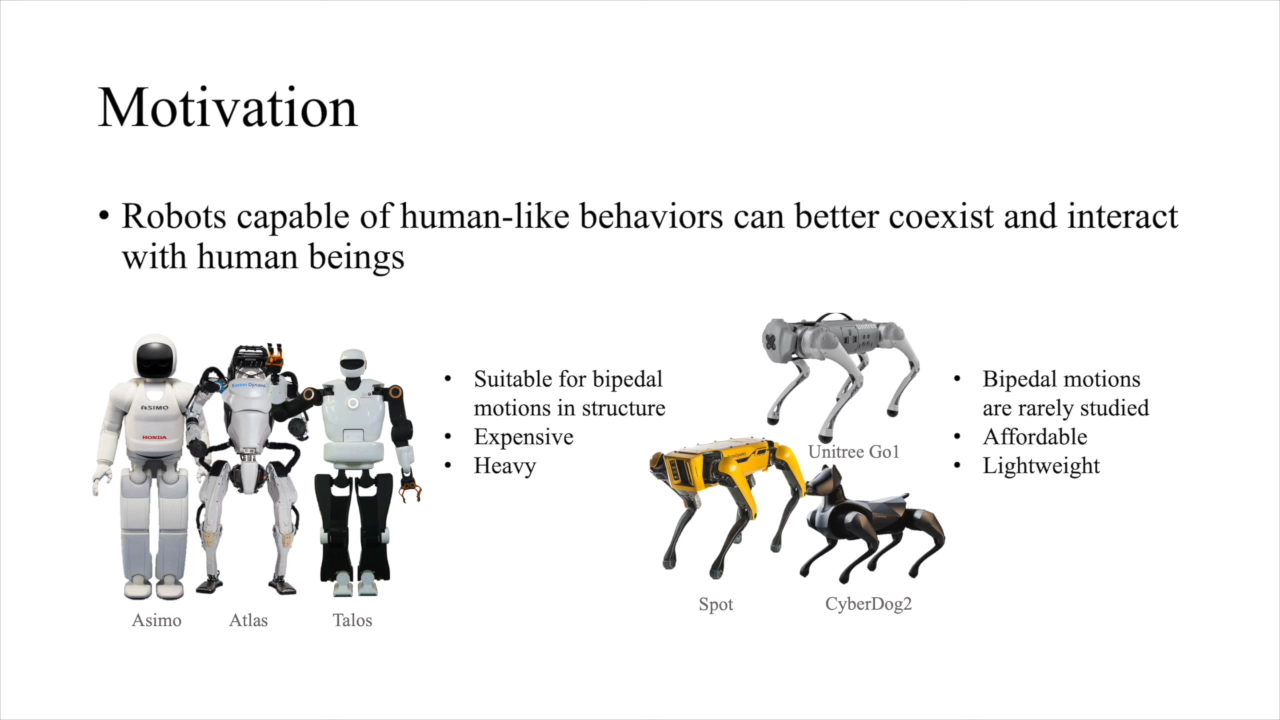 Motivation
• Robots capable of human-like behaviors can better coexist and interact
with human beings
ASIMO
HONDA
Asimo
Atlas
Talos
• Suitable for bipedal
motions in structure
• Expensive
• Heavy
Unitree Go1
Spot
CyberDog2
• Bipedal motions
are rarely studied
• Affordable
• Lightweight